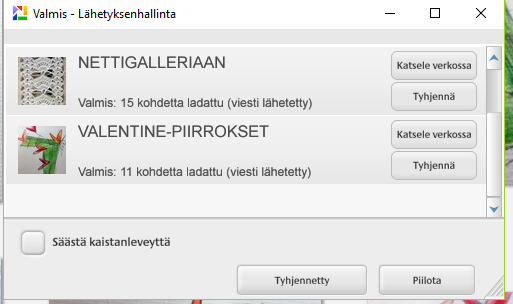 Valmis - Lähetyksenhallinta
NETTIGALLERIAAN
Katsele verkossa
Tyhjennä
Valmis: 15 kohdetta ladattu (viesti lähetetty)
VALENTINE-PIIRROKSET
Katsele verkossa
Tyhjennä
Valmis: 11 kohdetta ladattu (viesti lähetetty)
Säästä kaistanleveyttä
Tyhjennetty
Piilota